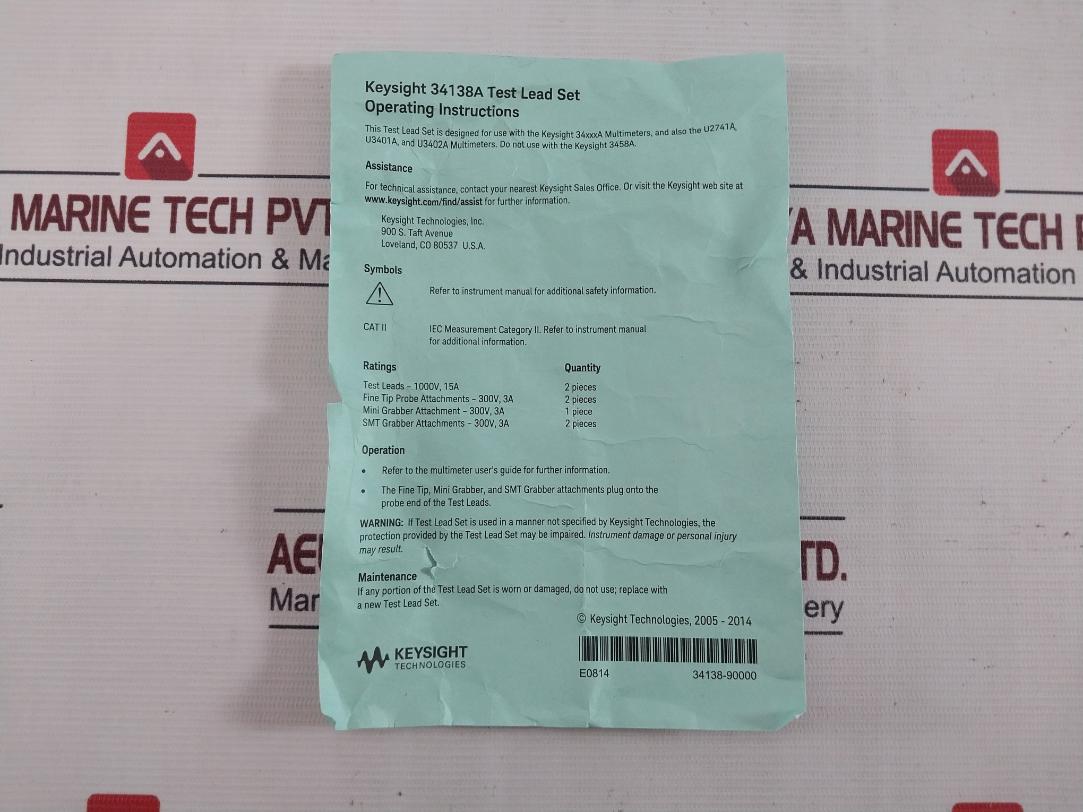 Keysight 34138A Test Lead Set
Operating Instructions
This Test Lead Set is designed for use with the Keysight 34xxxA Multimeters, and also the U2741A,
U3401A, and U3402A Multimeters. Do not use with the Keysight 3458A.
Assistance
For technical assistance, contact your nearest Keysight Sales Office. Or visit the Keysight web site at
www.keysight.com/find/assist for further information.
Keysight Technologies, Inc.
900 S. Taft Avenue
Loveland, CO 80537 U.S.A.
Symbols
Refer to instrument manual for additional safety information.
CAT II IEC Measurement Category II. Refer to instrument manual
for additional information.
Ratings Quantity
Test Leads – 1000V, 15A 2 pieces
Fine Tip Probe Attachments – 300V, 3A 2 pieces
Mini Grabber Attachment – 300V, 3A 1 piece
SMT Grabber Attachments – 300V, 3A 2 pieces
Operation
• Refer to the multimeter user's guide for further information.
• The Fine Tip, Mini Grabber, and SMT Grabber attachments plug onto the
probe end of the Test Leads.
WARNING: If Test Lead Set is used in a manner not specified by Keysight Technologies, the
protection provided by the Test Lead Set may be impaired. Instrument damage or personal injury
may result.
Maintenance
If any portion of the Test Lead Set is worn or damaged, do not use; replace with
a new Test Lead Set.
© Keysight Technologies, 2005 - 2014
KEYSIGHT
TECHNOLOGIES
E0814 34138-90000
MARINE TECH PVT
Industrial Automation & Ma
YA MARINE TECH P
& Industrial Automation
AE
TD.
Mar
ery